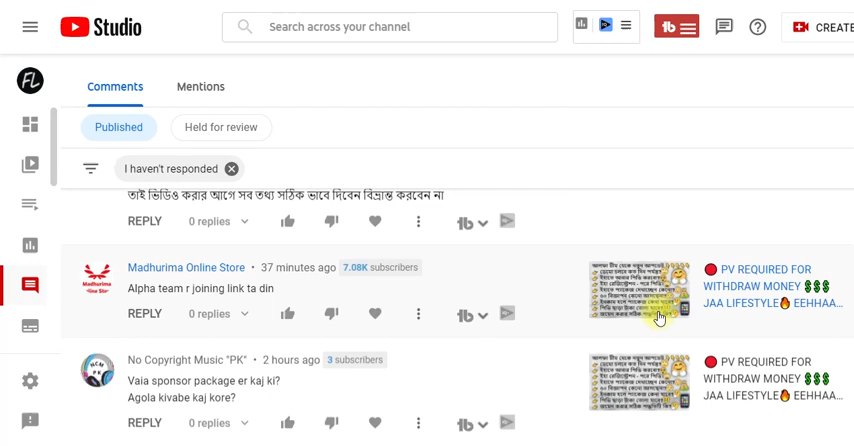 Studio
Search across your channel
CREATE
FL
Comments
Mentions
Published
Held for review
I haven't responded
তাই ভিডিও করার আগে সব তথ্য সঠিক ভাবে দিবেন বিভ্রান্ত করবেন না
REPLY
0 replies
Madhurima Online Store • 37 minutes ago
7.08K subscribers
Alpha team r joining link ta din
REPLY
0 replies
🔴 PV REQUIRED FOR
WITHDRAW MONEY 💲💲💲
JAA LIFESTYLE🔥 EEHHAA...
No Copyright Music "PK" • 2 hours ago
3 subscribers
Vaia sponsor package er kaj ki?
Agola kivabe kaj kore?
REPLY
0 replies
🔴 PV REQUIRED FOR
WITHDRAW MONEY 💲💲💲
JAA LIFESTYLE🔥 EEHHAA...